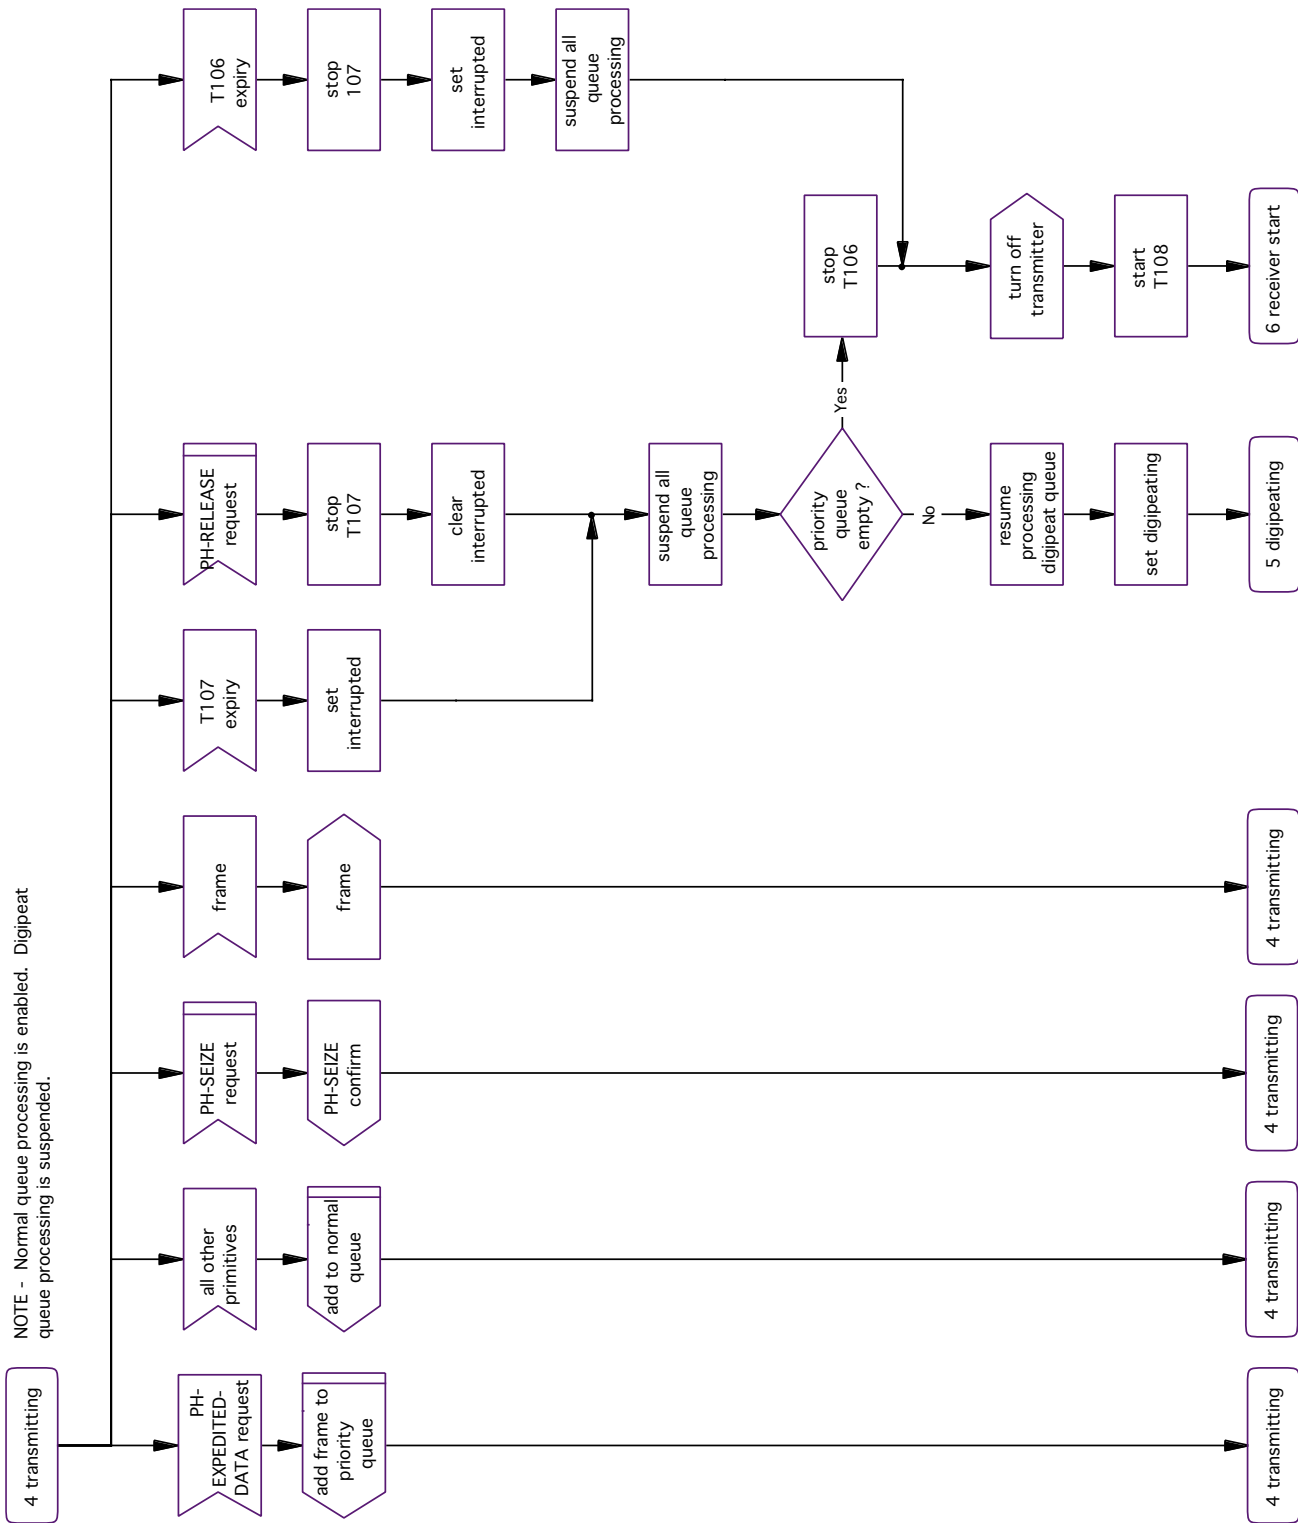 4 transmitting
NOTE - Normal queue processing is enabled. Digipeat
queue processing is suspended.
PH-
EXPEDITED-
DATA request
add frame to
priority
queue
4 transmitting
all other
primitives
add to normal
queue
4 transmitting
PH-SEIZE
request
PH-SEIZE
confirm
4 transmitting
frame
frame
4 transmitting
T107
expiry
set
interrupted
PH-RELEASE
request
stop
T107
clear
interrupted
suspend all
queue
processing
priority
queue
empty ?
No
resume
processing
digipeat queue
set digipeating
5 digipeating
Yes
stop
T106
T106
expiry
stop
107
set
interrupted
suspend all
queue
processing
turn off
transmitter
start
T108
6 receiver start